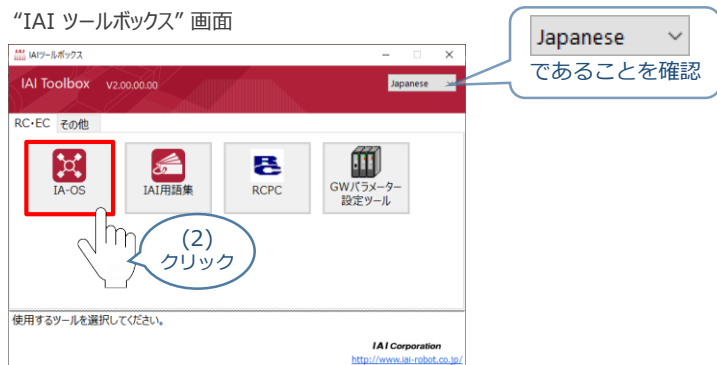 “IAI ツールボックス” 画面
Japanese
であることを確認
IAIツールボックス
IAI Toolbox V2.00.00.00
Japanese
RC・EC その他
IA-OS
IAI用語集
RCPC
GWパラメーター
設定ツール
(2)
クリック
使用するツールを選択してください。
IAI Corporation
http://www.iai-robot.co.jp/